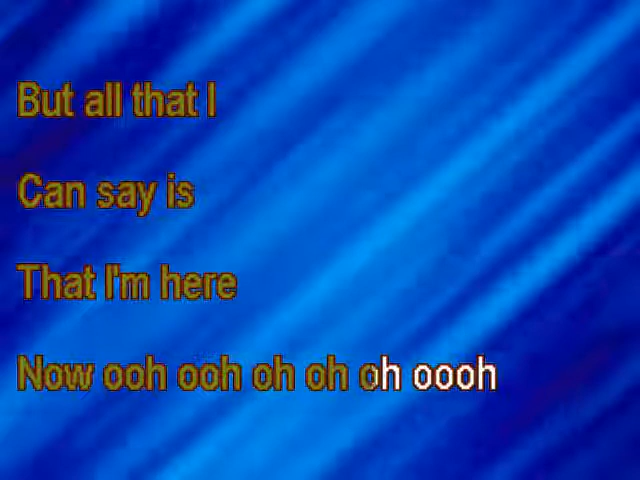 But all that I
Can say is
That I'm here
Now ooh ooh oh oh oh oooh